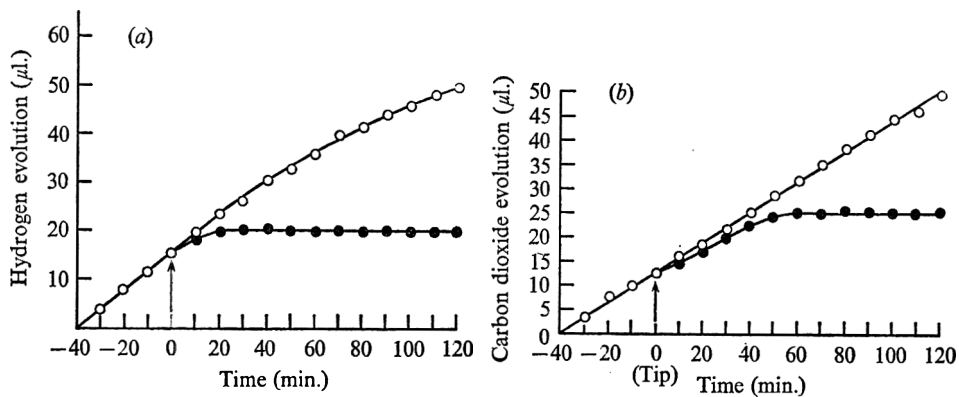 (a)
Hydrogen evolution (μl.)
60
50
40
30
20
10
−40 −20 0 20 40 60 80 100 120
Time (min.)
(b)
Carbon dioxide evolution (μl.)
50
45
40
35
30
25
20
15
10
5
0
−40 −20 0 20 40 60 80 100 120
(Tip) Time (min.)